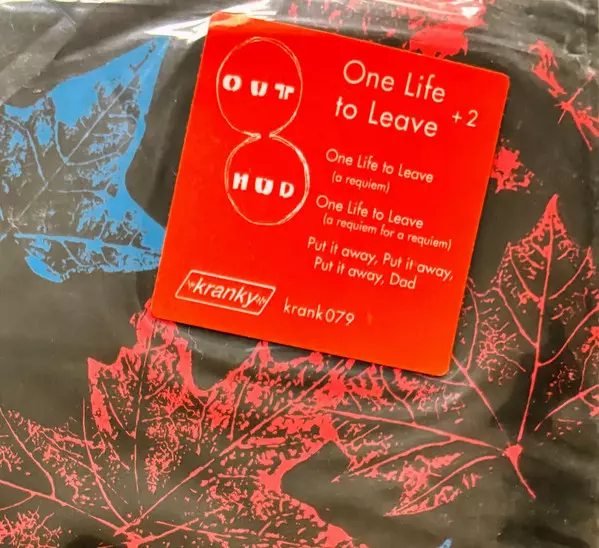 OUT
HUD
One Life
to Leave +2
One Life to Leave
(a requiem)
One Life to Leave
(a requiem for a requiem)
Put it away, Put it away,
Put it away, Dad
kranky
krank079